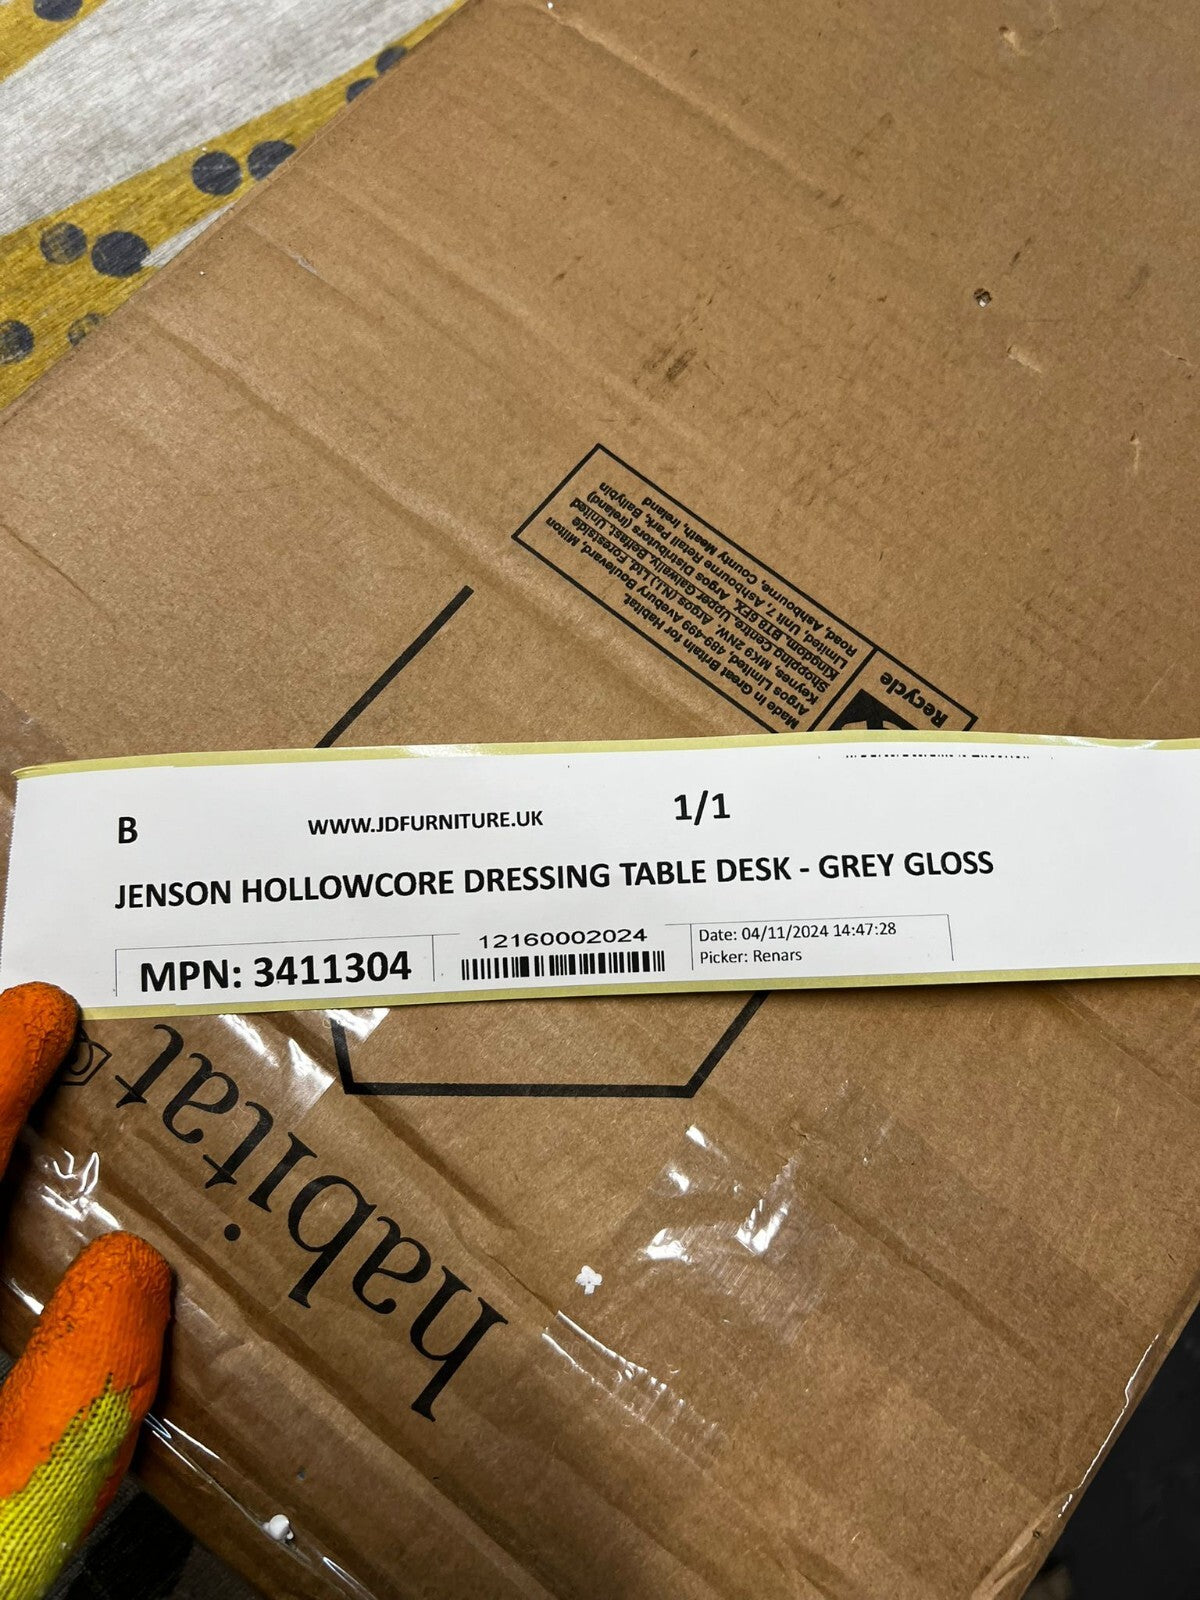 B
WWW.JDFURNITURE.UK
1/1
JENSON HOLLOWCORE DRESSING TABLE DESK - GREY GLOSS
MPN: 3411304
12160002024
Date: 04/11/2024 14:47:28
Picker: Renars
Made in Great Britain for Habitat.
Argos Limited, 489-499 Avebury Boulevard, Milton
Keynes, MK9 2NW. Argos (N.I.) Ltd. Forestside
Shopping Centre, Upper Galwally, Belfast, United
Kingdom, BT8 6FX. Argos Distributors (Ireland)
Limited, Unit 7, Ashbourne Retail Park, Ballybin
Road, Ashbourne, County Meath, Ireland
Recycle
habitat